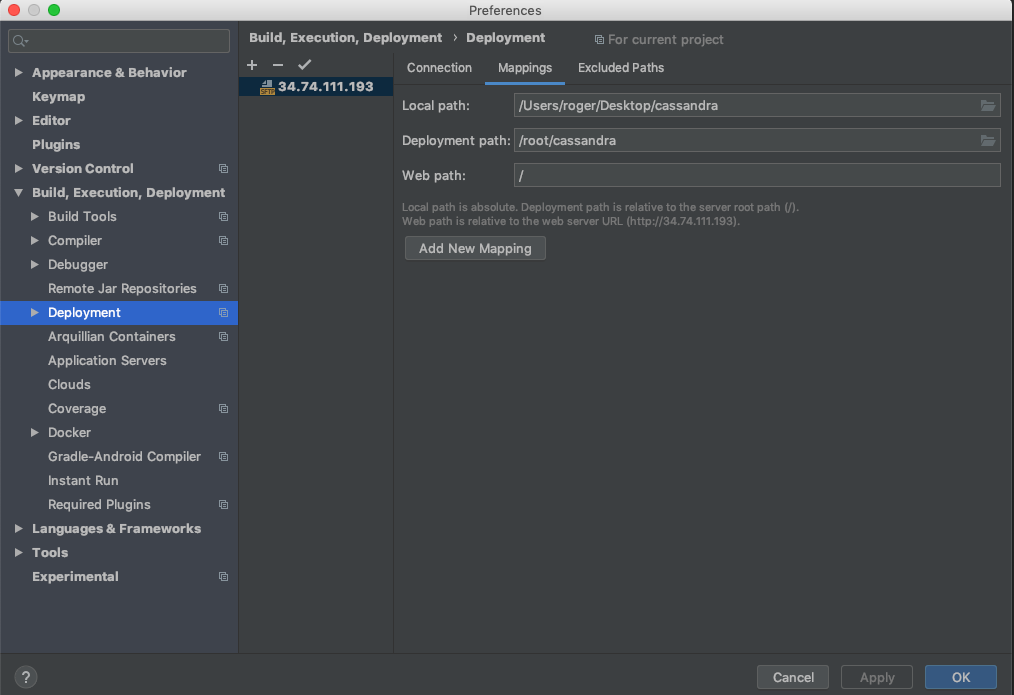 Preferences
Appearance & Behavior
Keymap
Editor
Plugins
Version Control
Build, Execution, Deployment
Build Tools
Compiler
Debugger
Remote Jar Repositories
Deployment
Arquillian Containers
Application Servers
Clouds
Coverage
Docker
Gradle-Android Compiler
Instant Run
Required Plugins
Languages & Frameworks
Tools
Experimental
Build, Execution, Deployment › Deployment
For current project
SFTP 34.74.111.193
Connection Mappings Excluded Paths
Local path: /Users/roger/Desktop/cassandra
Deployment path: /root/cassandra
Web path: /
Local path is absolute. Deployment path is relative to the server root path (/).
Web path is relative to the web server URL (http://34.74.111.193).
Add New Mapping
? Cancel Apply OK